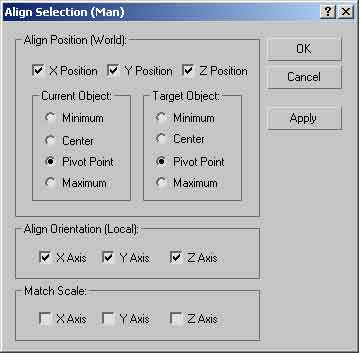 Align Selection (Man)
Align Position (World):
X Position Y Position Z Position
OK
Cancel
Apply
Current Object: Target Object:
Minimum Minimum
Center Center
Pivot Point Pivot Point
Maximum Maximum
Align Orientation (Local):
X Axis Y Axis Z Axis
Match Scale:
X Axis Y Axis Z Axis